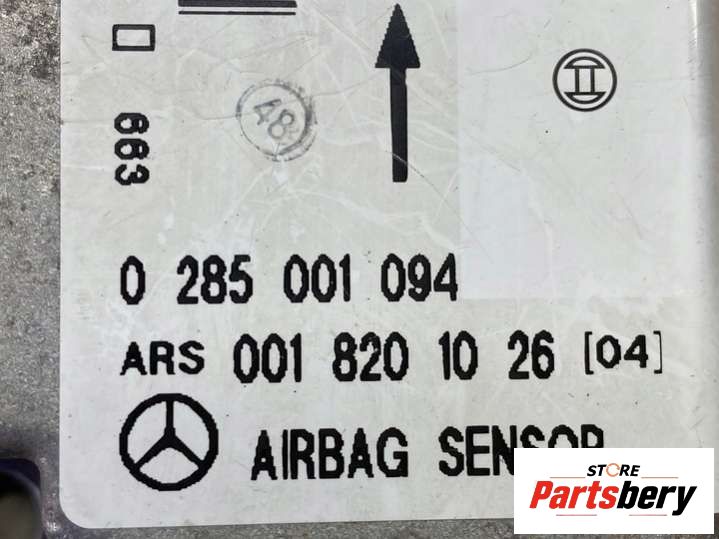 663
48
0 285 001 094
ARS 001 820 10 26 [04]
AIRBAG SENSOR
STORE
Partsbery